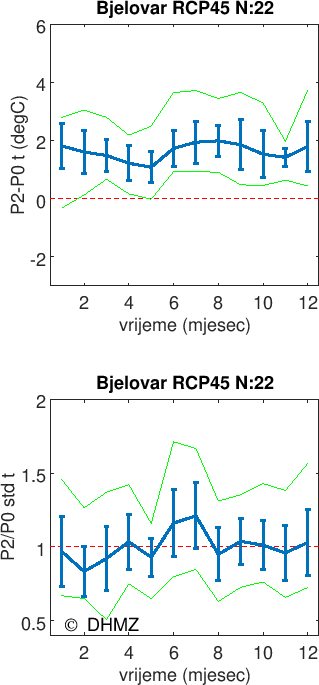 Bjelovar RCP45 N:22
6
4
2
0
-2
P2-P0 t (degC)
2 4 6 8 10 12
vrijeme (mjesec)
Bjelovar RCP45 N:22
2
1.5
1
0.5
P2/P0 std t
© DHMZ
2 4 6 8 10 12
vrijeme (mjesec)